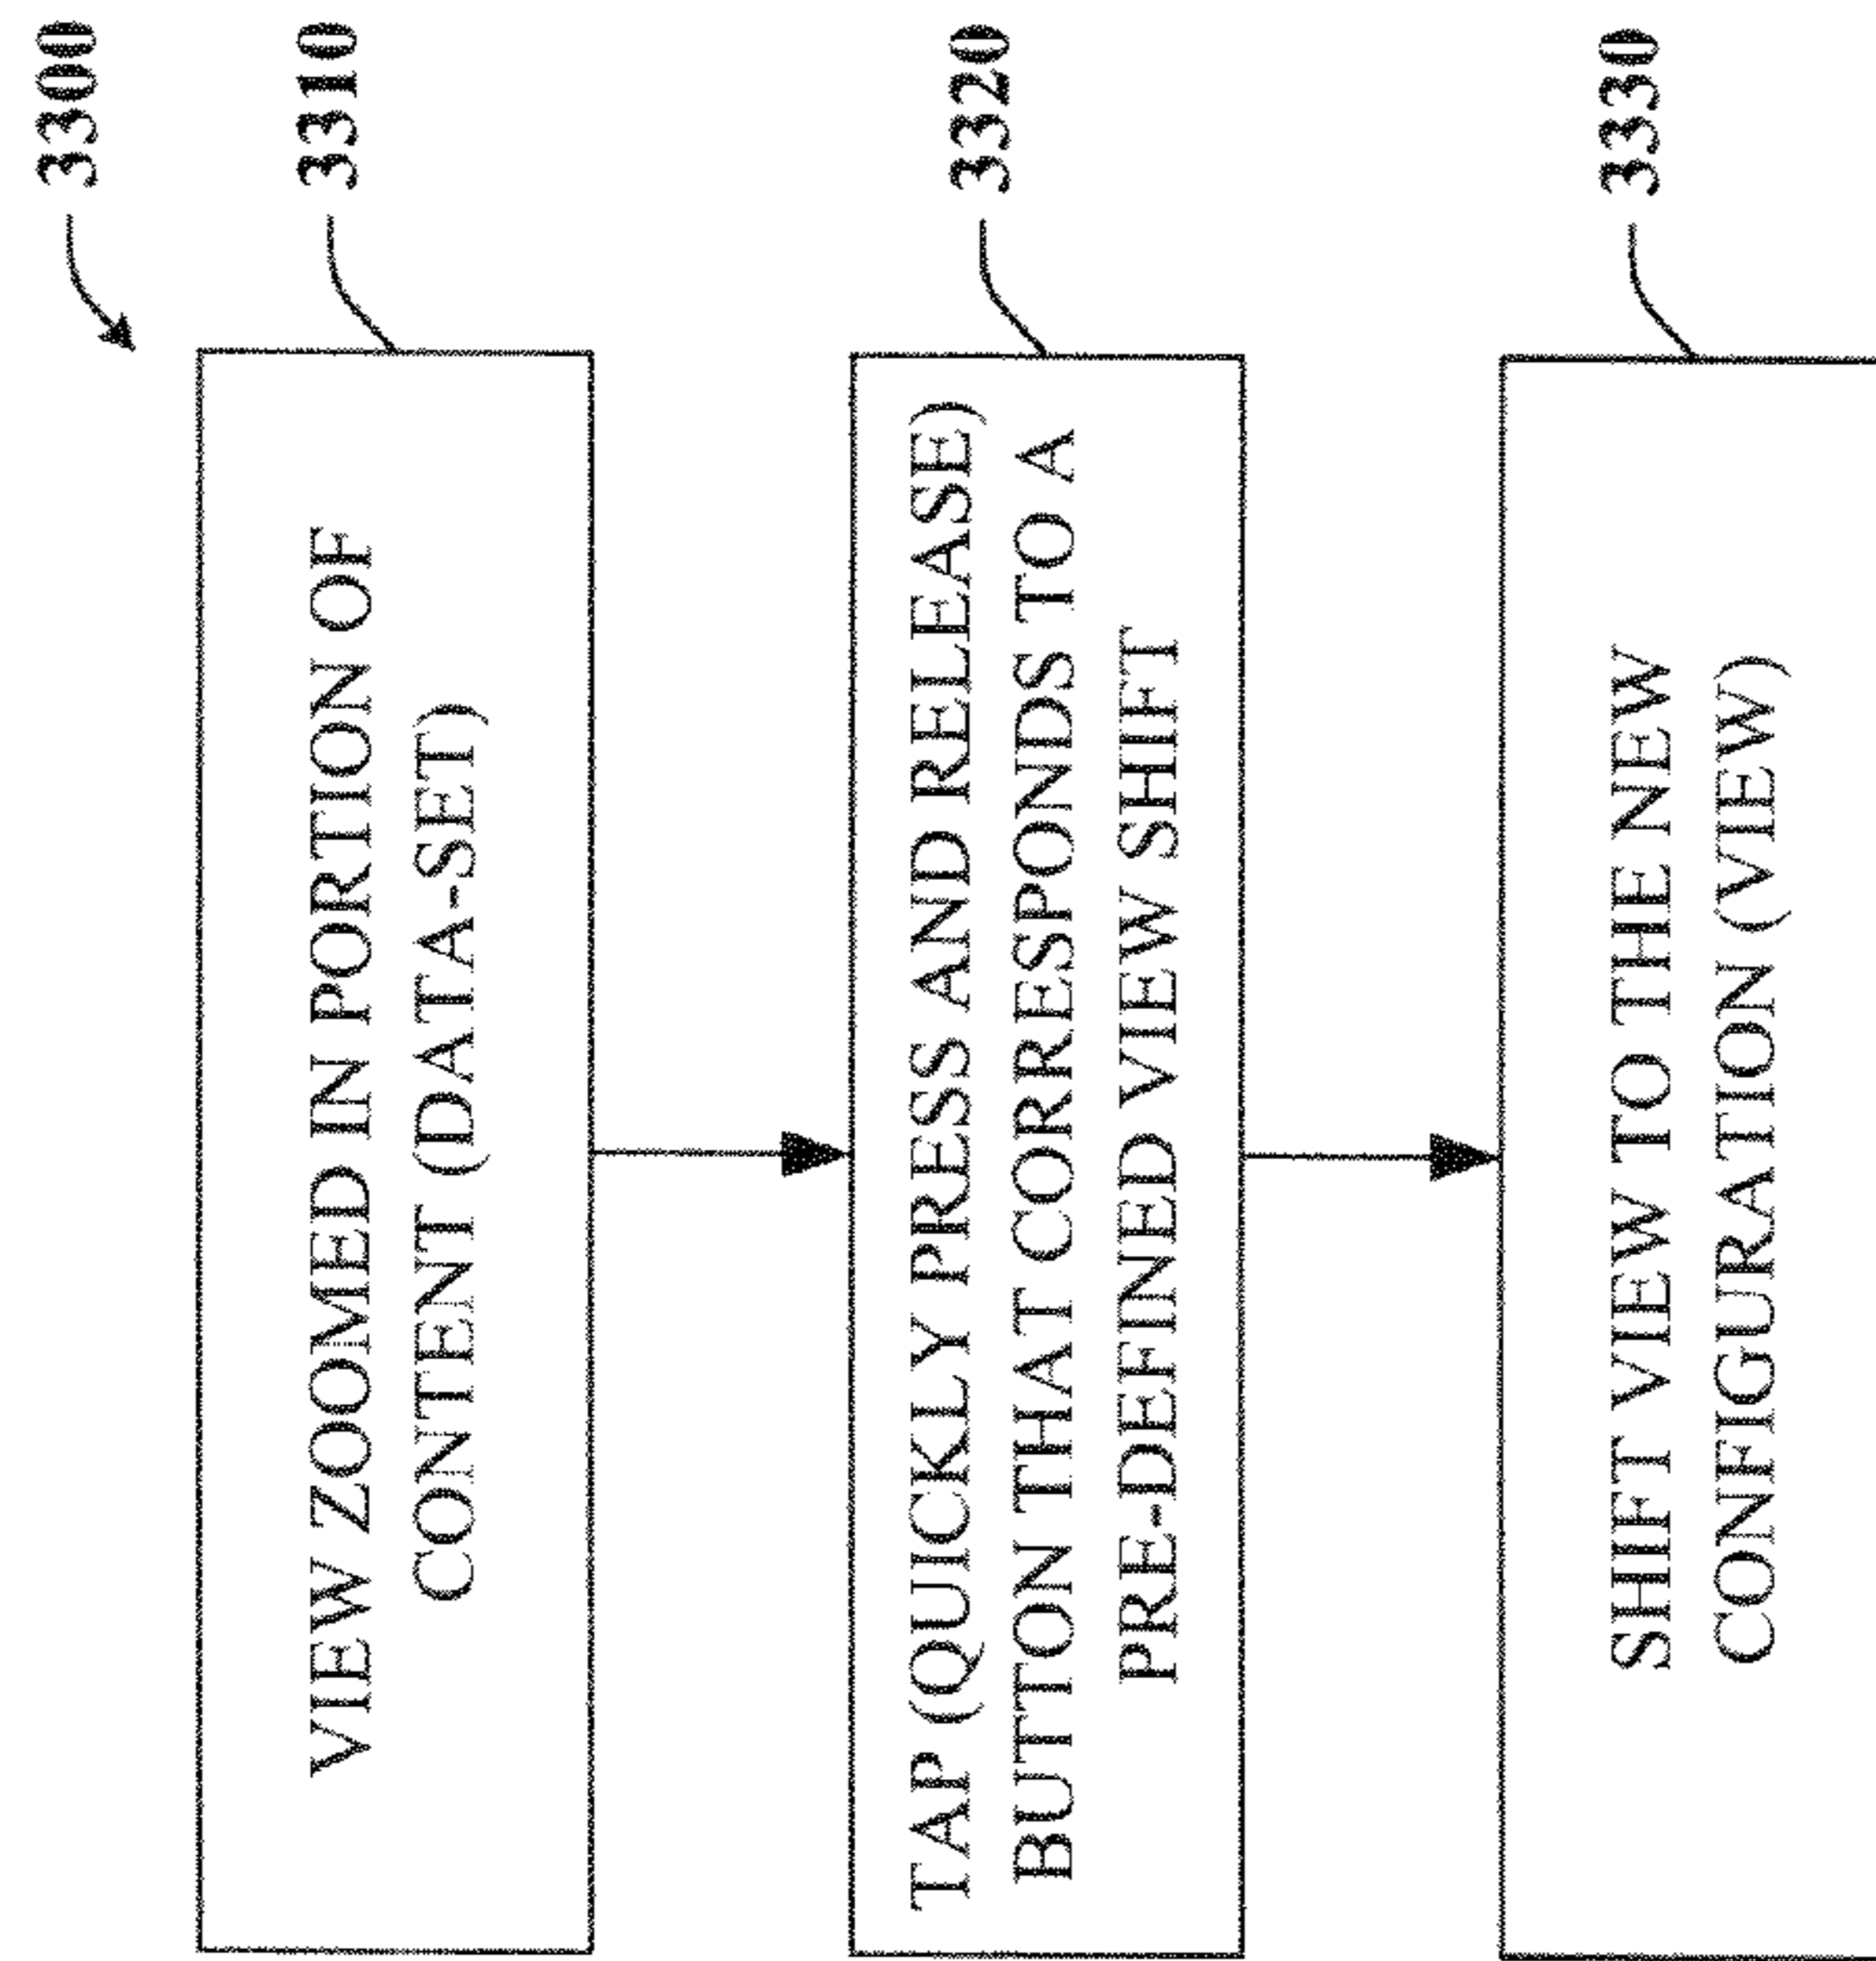 3300
3310
VIEW ZOOMED IN PORTION OF
CONTENT (DATA-SET)
3320
TAP (QUICKLY PRESS AND RELEASE)
BUTTON THAT CORRESPONDS TO A
PRE-DEFINED VIEW SHIFT
3330
SHIFT VIEW TO THE NEW
CONFIGURATION (VIEW)